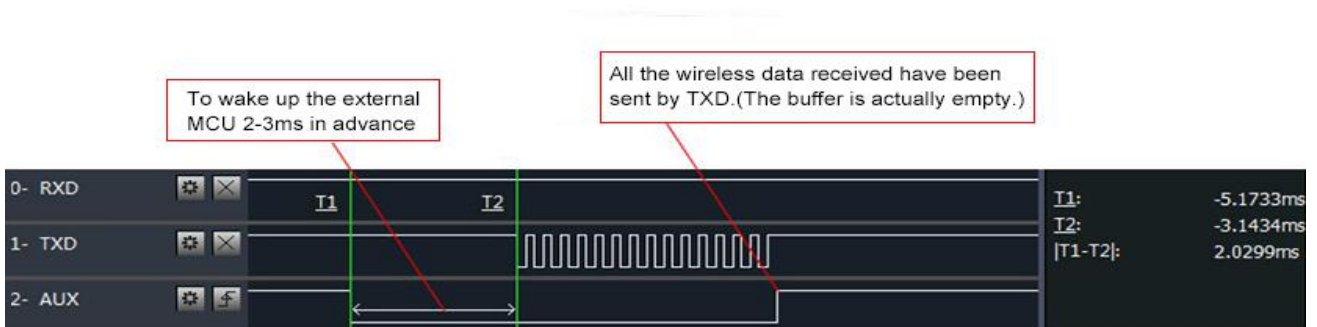 All the wireless data received have been
sent by TXD.(The buffer is actually empty.)
To wake up the external
MCU 2-3ms in advance
0- RXD
T1
T2
1- TXD
2- AUX
T1: -5.1733ms
T2: -3.1434ms
|T1-T2|: 2.0299ms